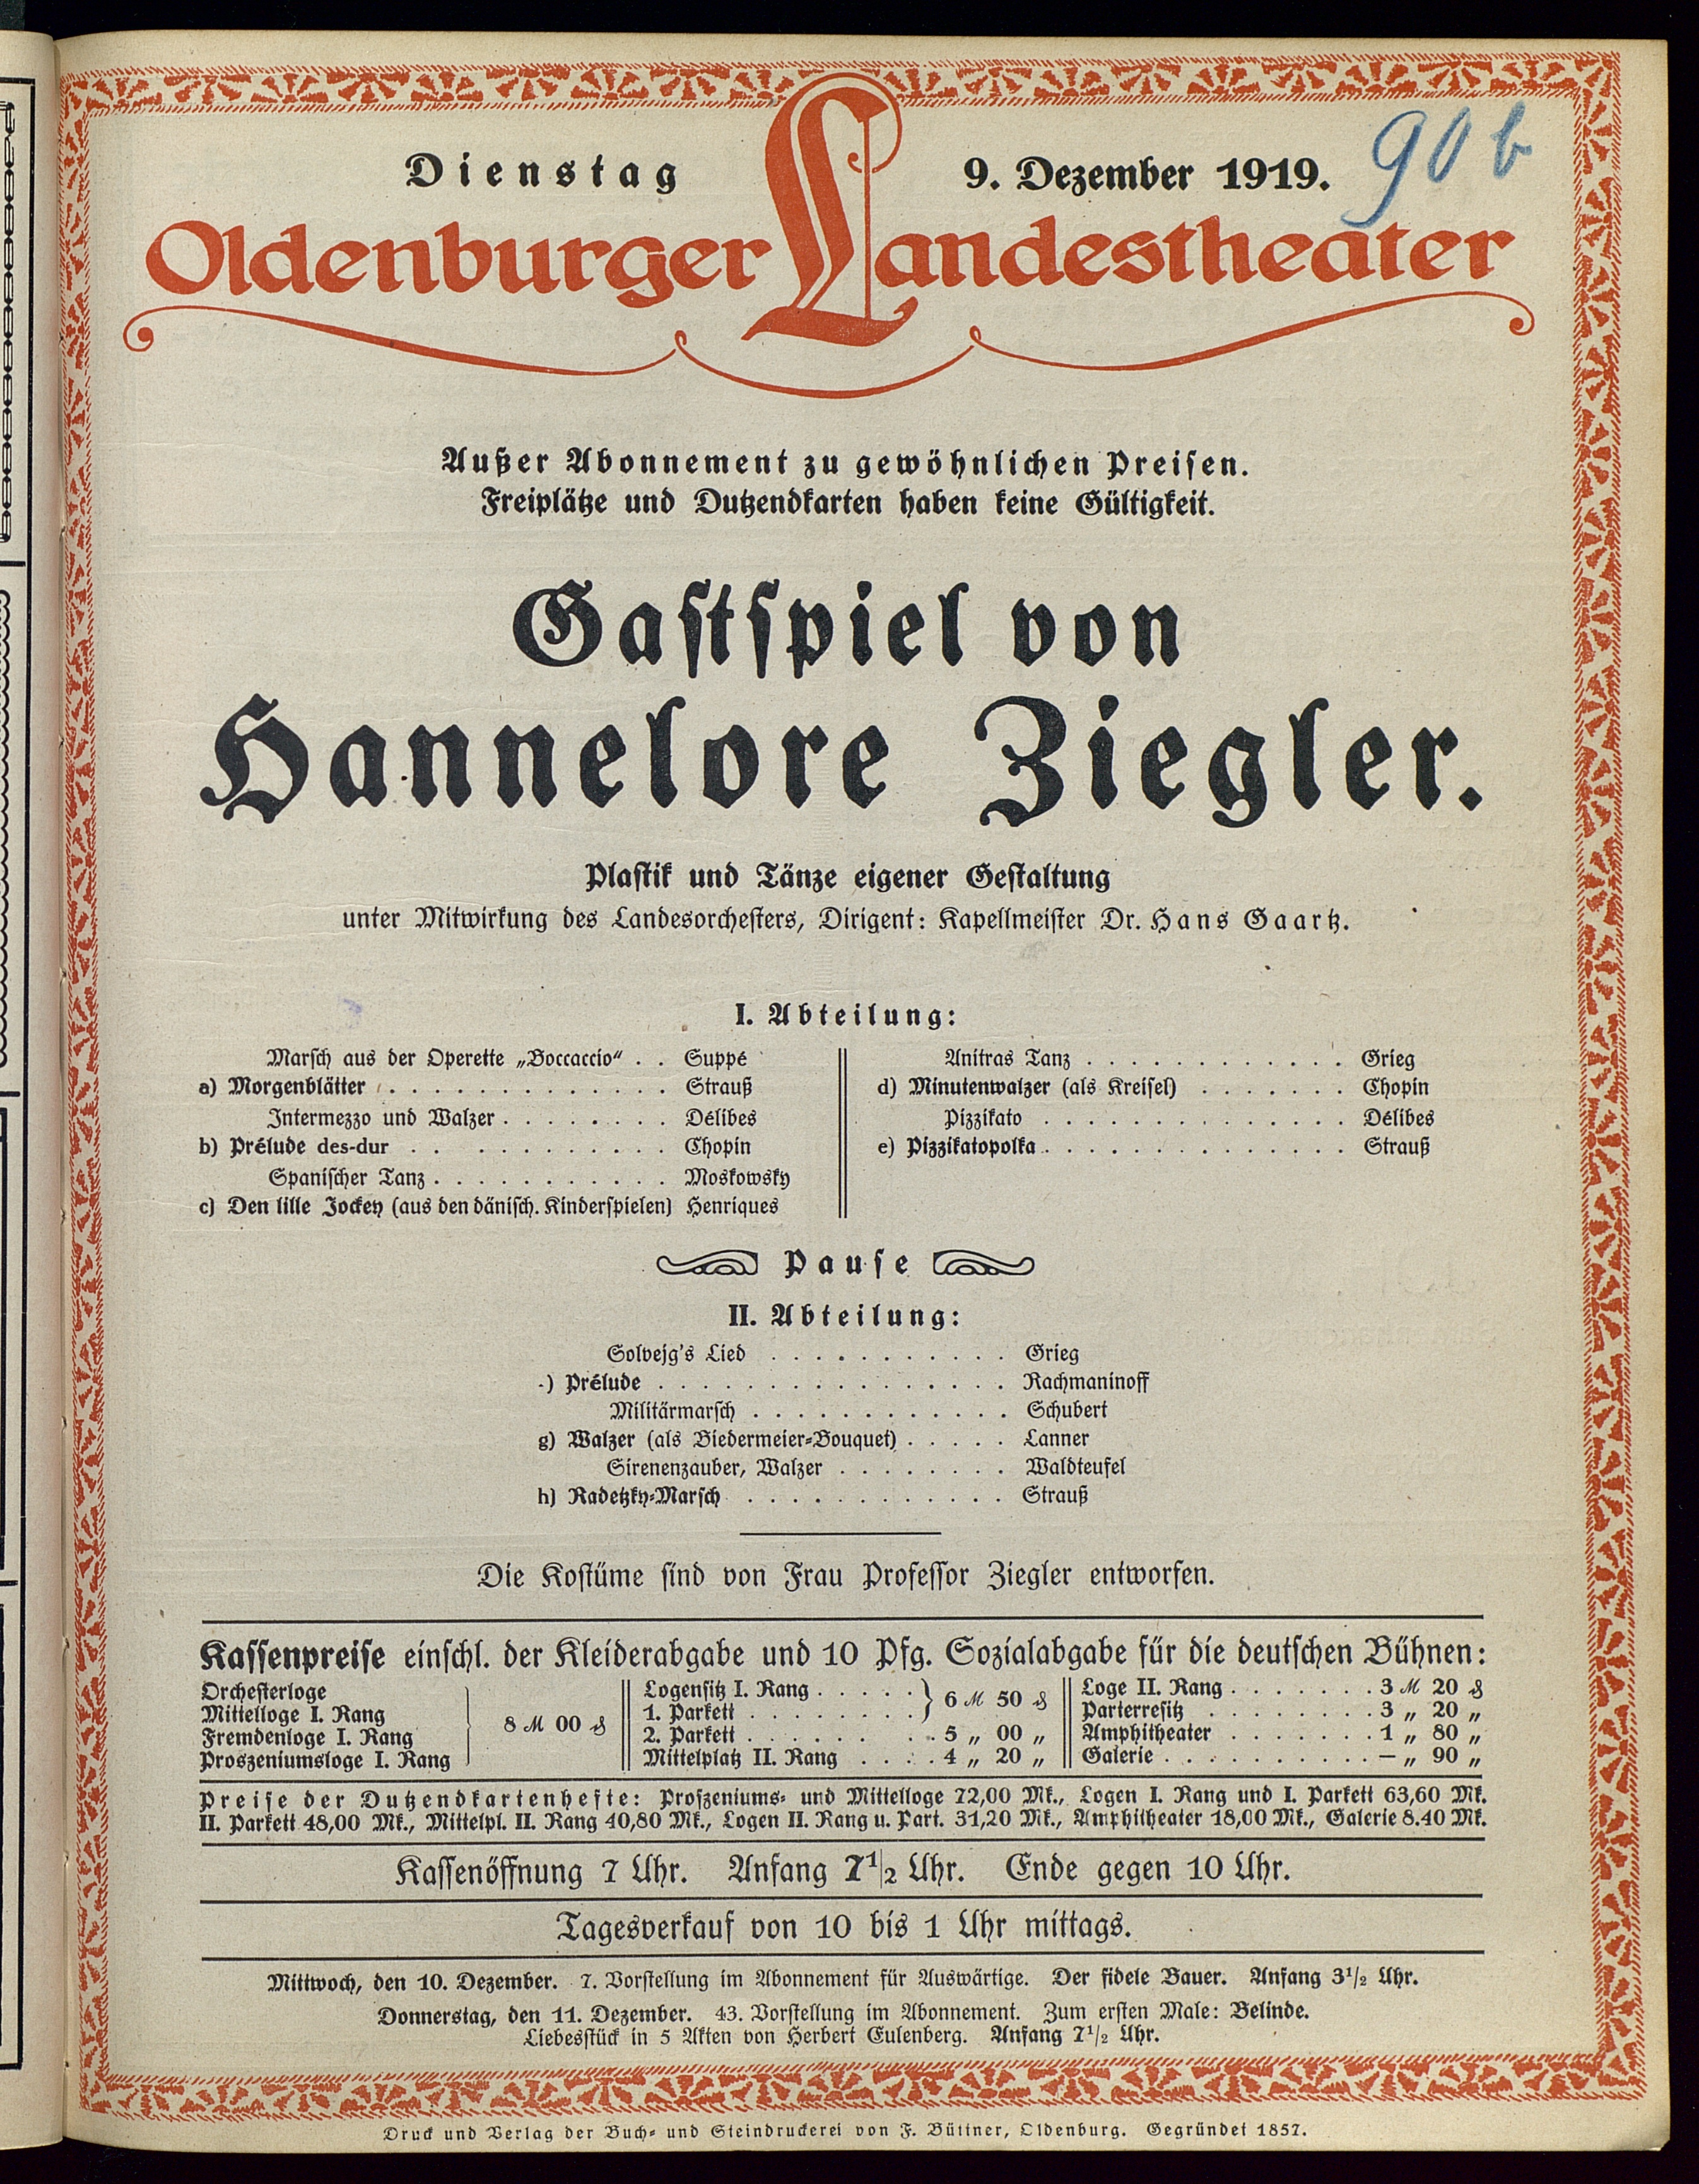 Dienstag 9. Dezember 1919. 90 b
Oldenburger Landestheater
Außer Abonnement zu gewöhnlichen Preisen.
Freiplätze und Dutzendkarten haben keine Gültigkeit.
Gastspiel von
Hannelore Ziegler.
Plastik und Tänze eigener Gestaltung
unter Mitwirkung des Landesorchesters, Dirigent: Kapellmeister Dr. Hans Gaartz.
I. Abteilung:
Marsch aus der Operette „Boccaccio“ . . Suppé
a) Morgenblätter . . . . . . . . . . . . . Strauß
Intermezzo und Walzer . . . . . . . . Délibes
b) Prélude des-dur . . . . . . . . . . . Chopin
Spanischer Tanz . . . . . . . . . . . Moskowsky
c) Den lille Jockey (aus den dänisch. Kinderspielen) Henriques
Anitras Tanz . . . . . . . . . . . . Grieg
d) Minutenwalzer (als Kreisel) . . . . . . . Chopin
Pizzikato . . . . . . . . . . . . . . Délibes
e) Pizzikatopolka . . . . . . . . . . . . . . Strauß
Pause
II. Abteilung:
Solvejg's Lied . . . . . . . . . . . Grieg
-) Prélude . . . . . . . . . . . . . . . . Rachmaninoff
Militärmarsch . . . . . . . . . . . . Schubert
g) Walzer (als Biedermeier-Bouquet) . . . . . Lanner
Sirenenzauber, Walzer . . . . . . . . Waldteufel
h) Radetzky-Marsch . . . . . . . . . . . . Strauß
Die Kostüme sind von Frau Professor Ziegler entworfen.
Kassenpreise einschl. der Kleiderabgabe und 10 Pfg. Sozialabgabe für die deutschen Bühnen:
Orchesterloge
Mittelloge I. Rang
Fremdenloge I. Rang
Proszeniumsloge I. Rang
8 ℳ 00 ₰
Logensitz I. Rang . . . . .
1. Parkett . . . . . . . .
6 ℳ 50 ₰
2. Parkett . . . . . . . . . 5 „ 00 „
Mittelplatz II. Rang . . . . 4 „ 20 „
Loge II. Rang . . . . . . . 3 ℳ 20 ₰
Parterresitz . . . . . . . . 3 „ 20 „
Amphitheater . . . . . . . 1 „ 80 „
Galerie . . . . . . . . . . — „ 90 „
Preise der Dutzendkartenhefte: Proszeniums- und Mittelloge 72,00 Mk., Logen I. Rang und I. Parkett 63,60 Mk.
II. Parkett 48,00 Mk., Mittelpl. II. Rang 40,80 Mk., Logen II. Rang u. Part. 31,20 Mk., Amphitheater 18,00 Mk., Galerie 8.40 Mk.
Kassenöffnung 7 Uhr. Anfang 7 1/2 Uhr. Ende gegen 10 Uhr.
Tagesverkauf von 10 bis 1 Uhr mittags.
Mittwoch, den 10. Dezember. 7. Vorstellung im Abonnement für Auswärtige. Der fidele Bauer. Anfang 3 1/2 Uhr.
Donnerstag, den 11. Dezember. 43. Vorstellung im Abonnement. Zum ersten Male: Belinde.
Liebesstück in 5 Akten von Herbert Eulenberg. Anfang 7 1/2 Uhr.
Druck und Verlag der Buch- und Steindruckerei von F. Büttner, Oldenburg. Gegründet 1857.